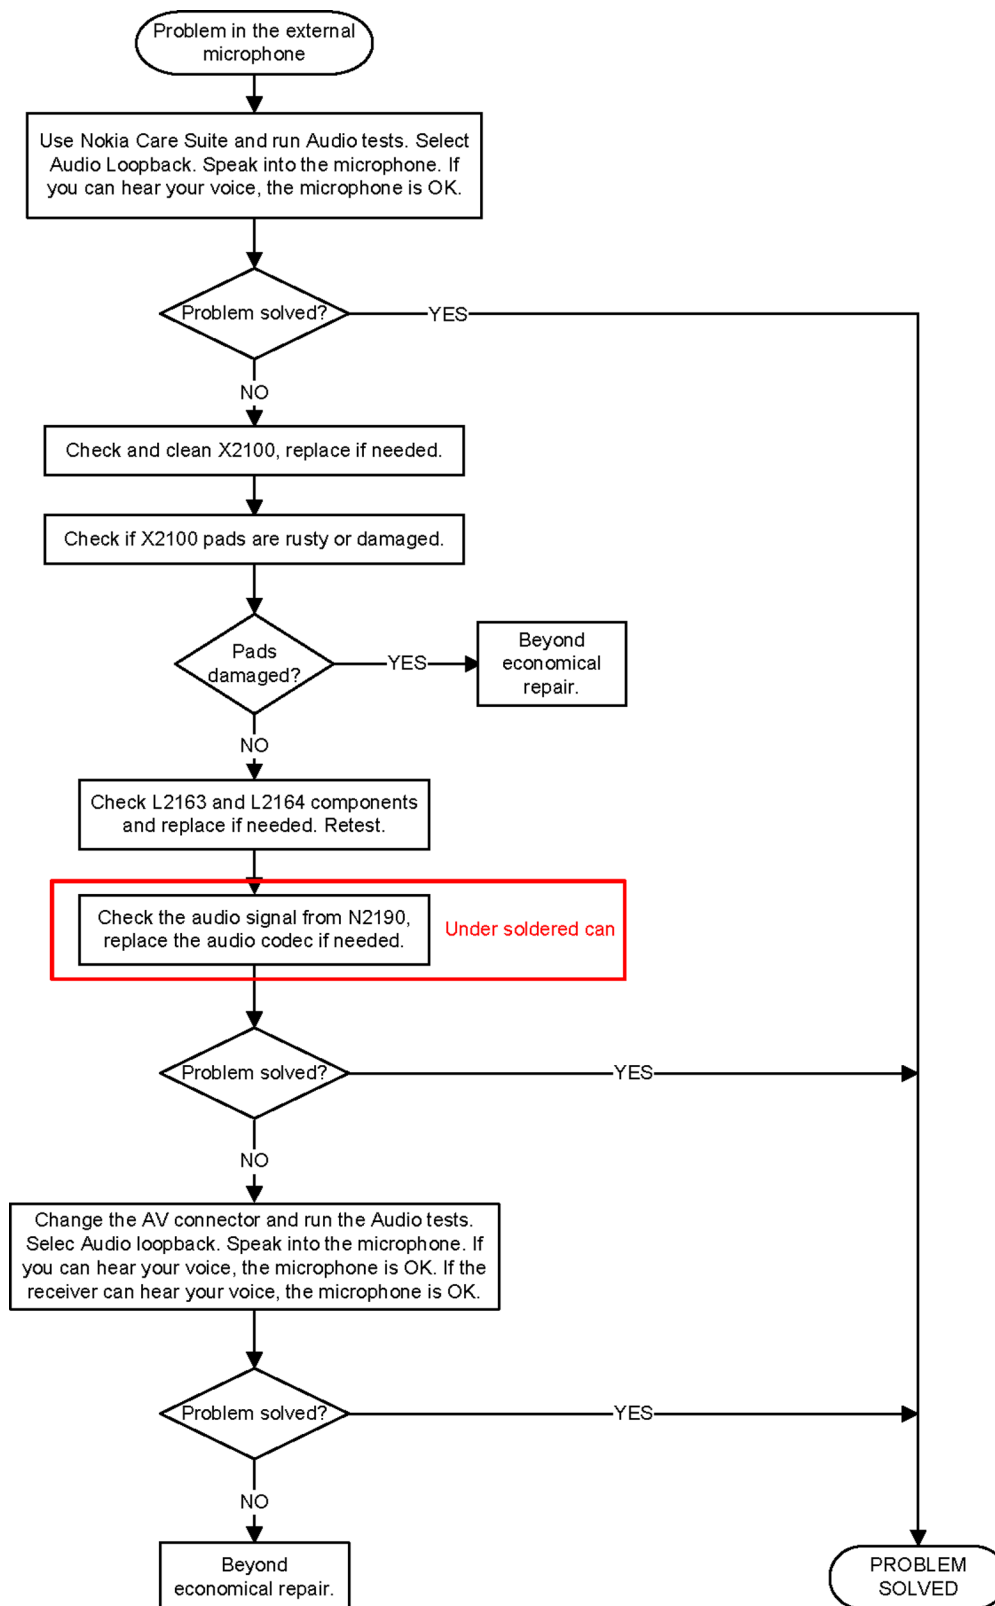 Problem in the external
microphone
Use Nokia Care Suite and run Audio tests. Select
Audio Loopback. Speak into the microphone. If
you can hear your voice, the microphone is OK.
Problem solved?
YES
NO
Check and clean X2100, replace if needed.
Check if X2100 pads are rusty or damaged.
Pads
damaged?
YES
Beyond
economical
repair.
NO
Check L2163 and L2164 components
and replace if needed. Retest.
Check the audio signal from N2190,
replace the audio codec if needed.
Under soldered can
Problem solved?
YES
NO
Change the AV connector and run the Audio tests.
Selec Audio loopback. Speak into the microphone. If
you can hear your voice, the microphone is OK. If the
receiver can hear your voice, the microphone is OK.
Problem solved?
YES
NO
Beyond
economical repair.
PROBLEM
SOLVED